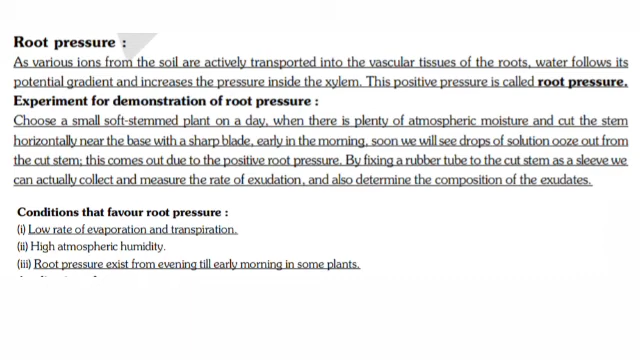 Root pressure :
As various ions from the soil are actively transported into the vascular tissues of the roots, water follows its
potential gradient and increases the pressure inside the xylem. This positive pressure is called root pressure.
Experiment for demonstration of root pressure :
Choose a small soft-stemmed plant on a day, when there is plenty of atmospheric moisture and cut the stem
horizontally near the base with a sharp blade, early in the morning, soon we will see drops of solution ooze out from
the cut stem; this comes out due to the positive root pressure. By fixing a rubber tube to the cut stem as a sleeve we
can actually collect and measure the rate of exudation, and also determine the composition of the exudates.
Conditions that favour root pressure :
(i) Low rate of evaporation and transpiration.
(ii) High atmospheric humidity.
(iii) Root pressure exist from evening till early morning in some plants.